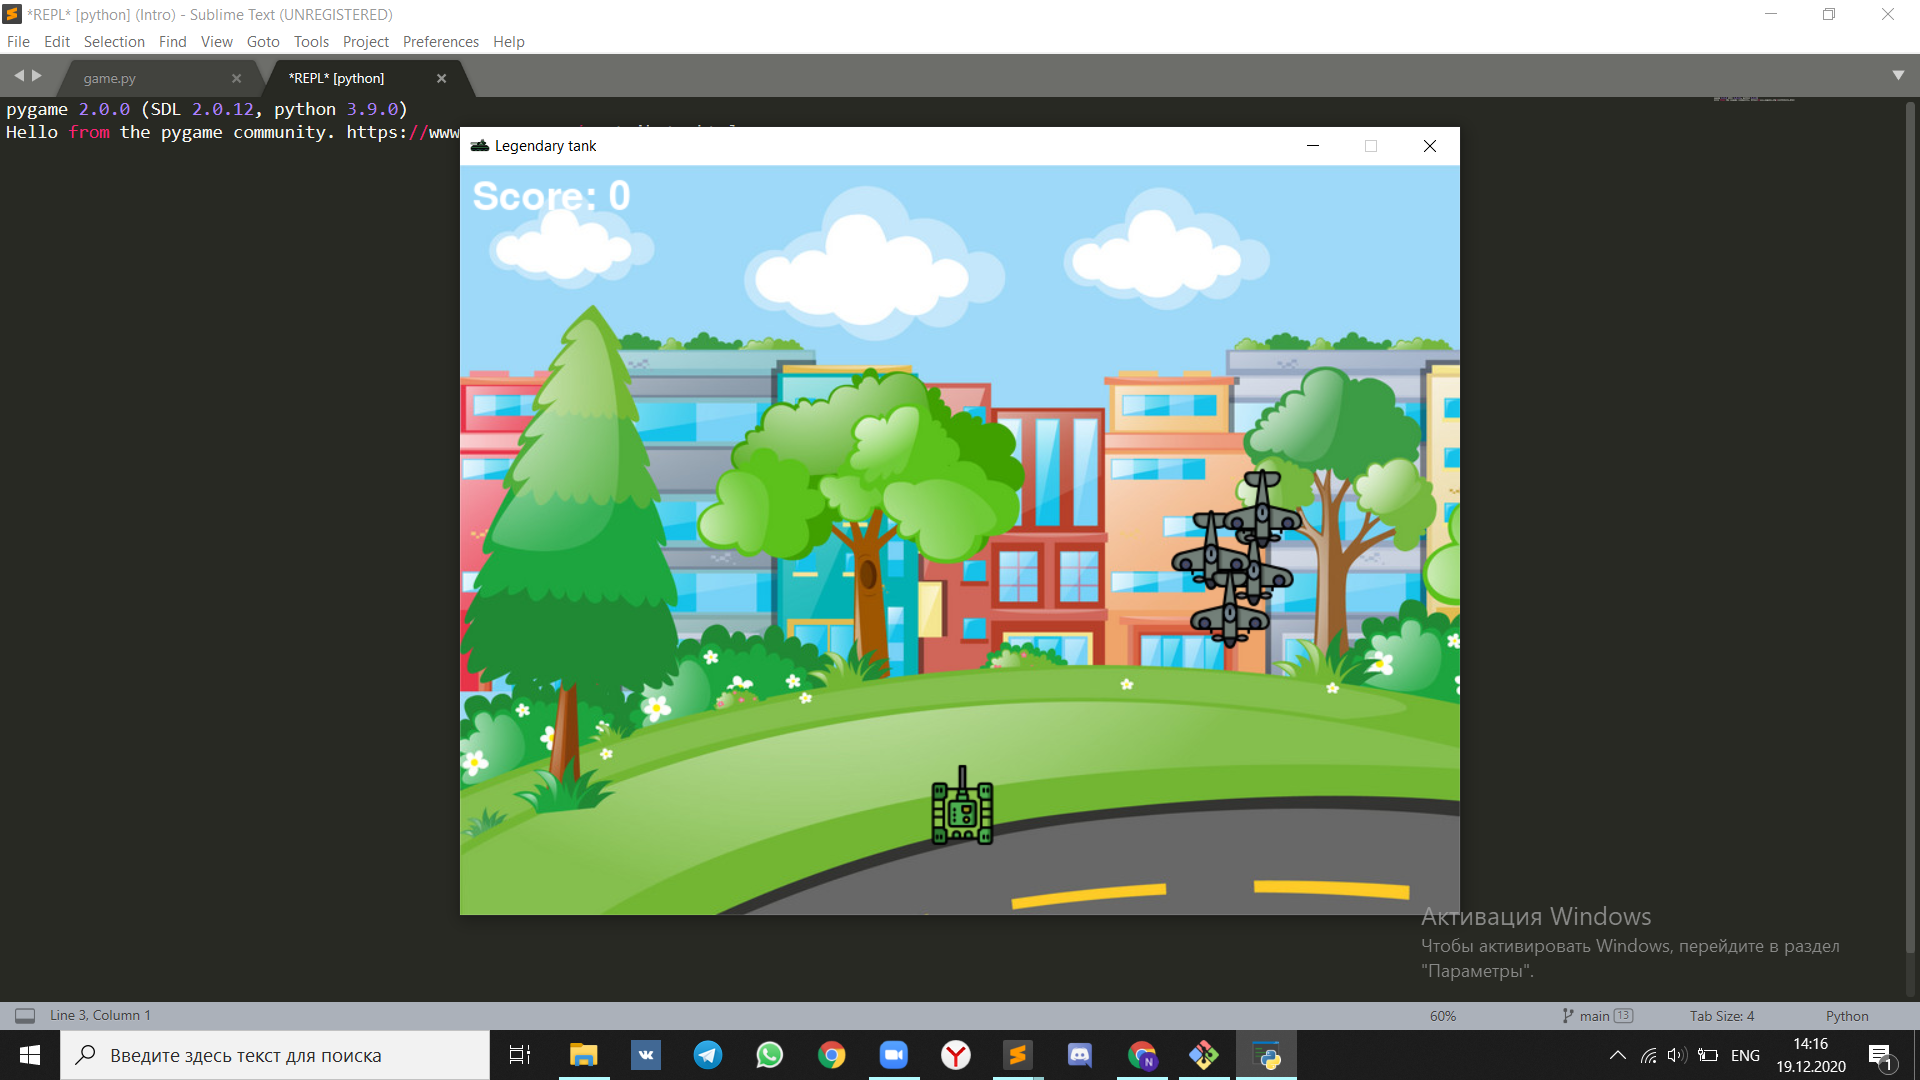 *REPL* [python] (Intro) - Sublime Text (UNREGISTERED)
File Edit Selection Find View Goto Tools Project Preferences Help
game.py
*REPL* [python]
pygame 2.0.0 (SDL 2.0.12, python 3.9.0)
Hello from the pygame community. https://www
Legendary tank
Score: 0
Активация Windows
Чтобы активировать Windows, перейдите в раздел
"Параметры".
Line 3, Column 1
60%
main 13
Tab Size: 4
Python
Введите здесь текст для поиска
ENG
14:16
19.12.2020
1